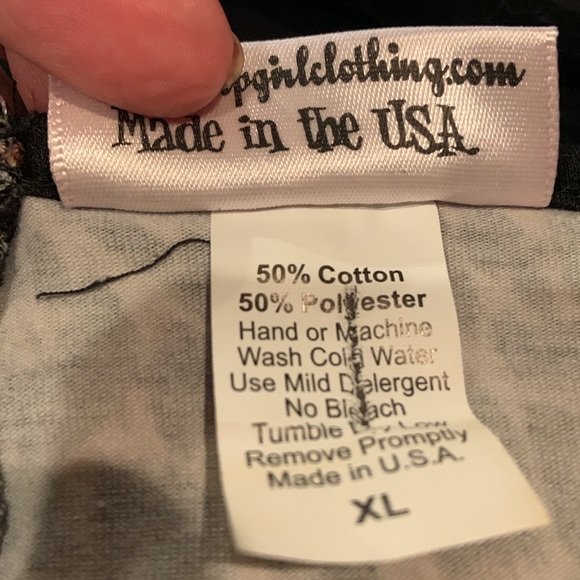 pgirlclothing.com
Made in the USA
50% Cotton
50% Polyester
Hand or Machine
Wash Cold Water
Use Mild Detergent
No Bleach
Tumble Dry Low
Remove Promptly
Made in U.S.A.
XL